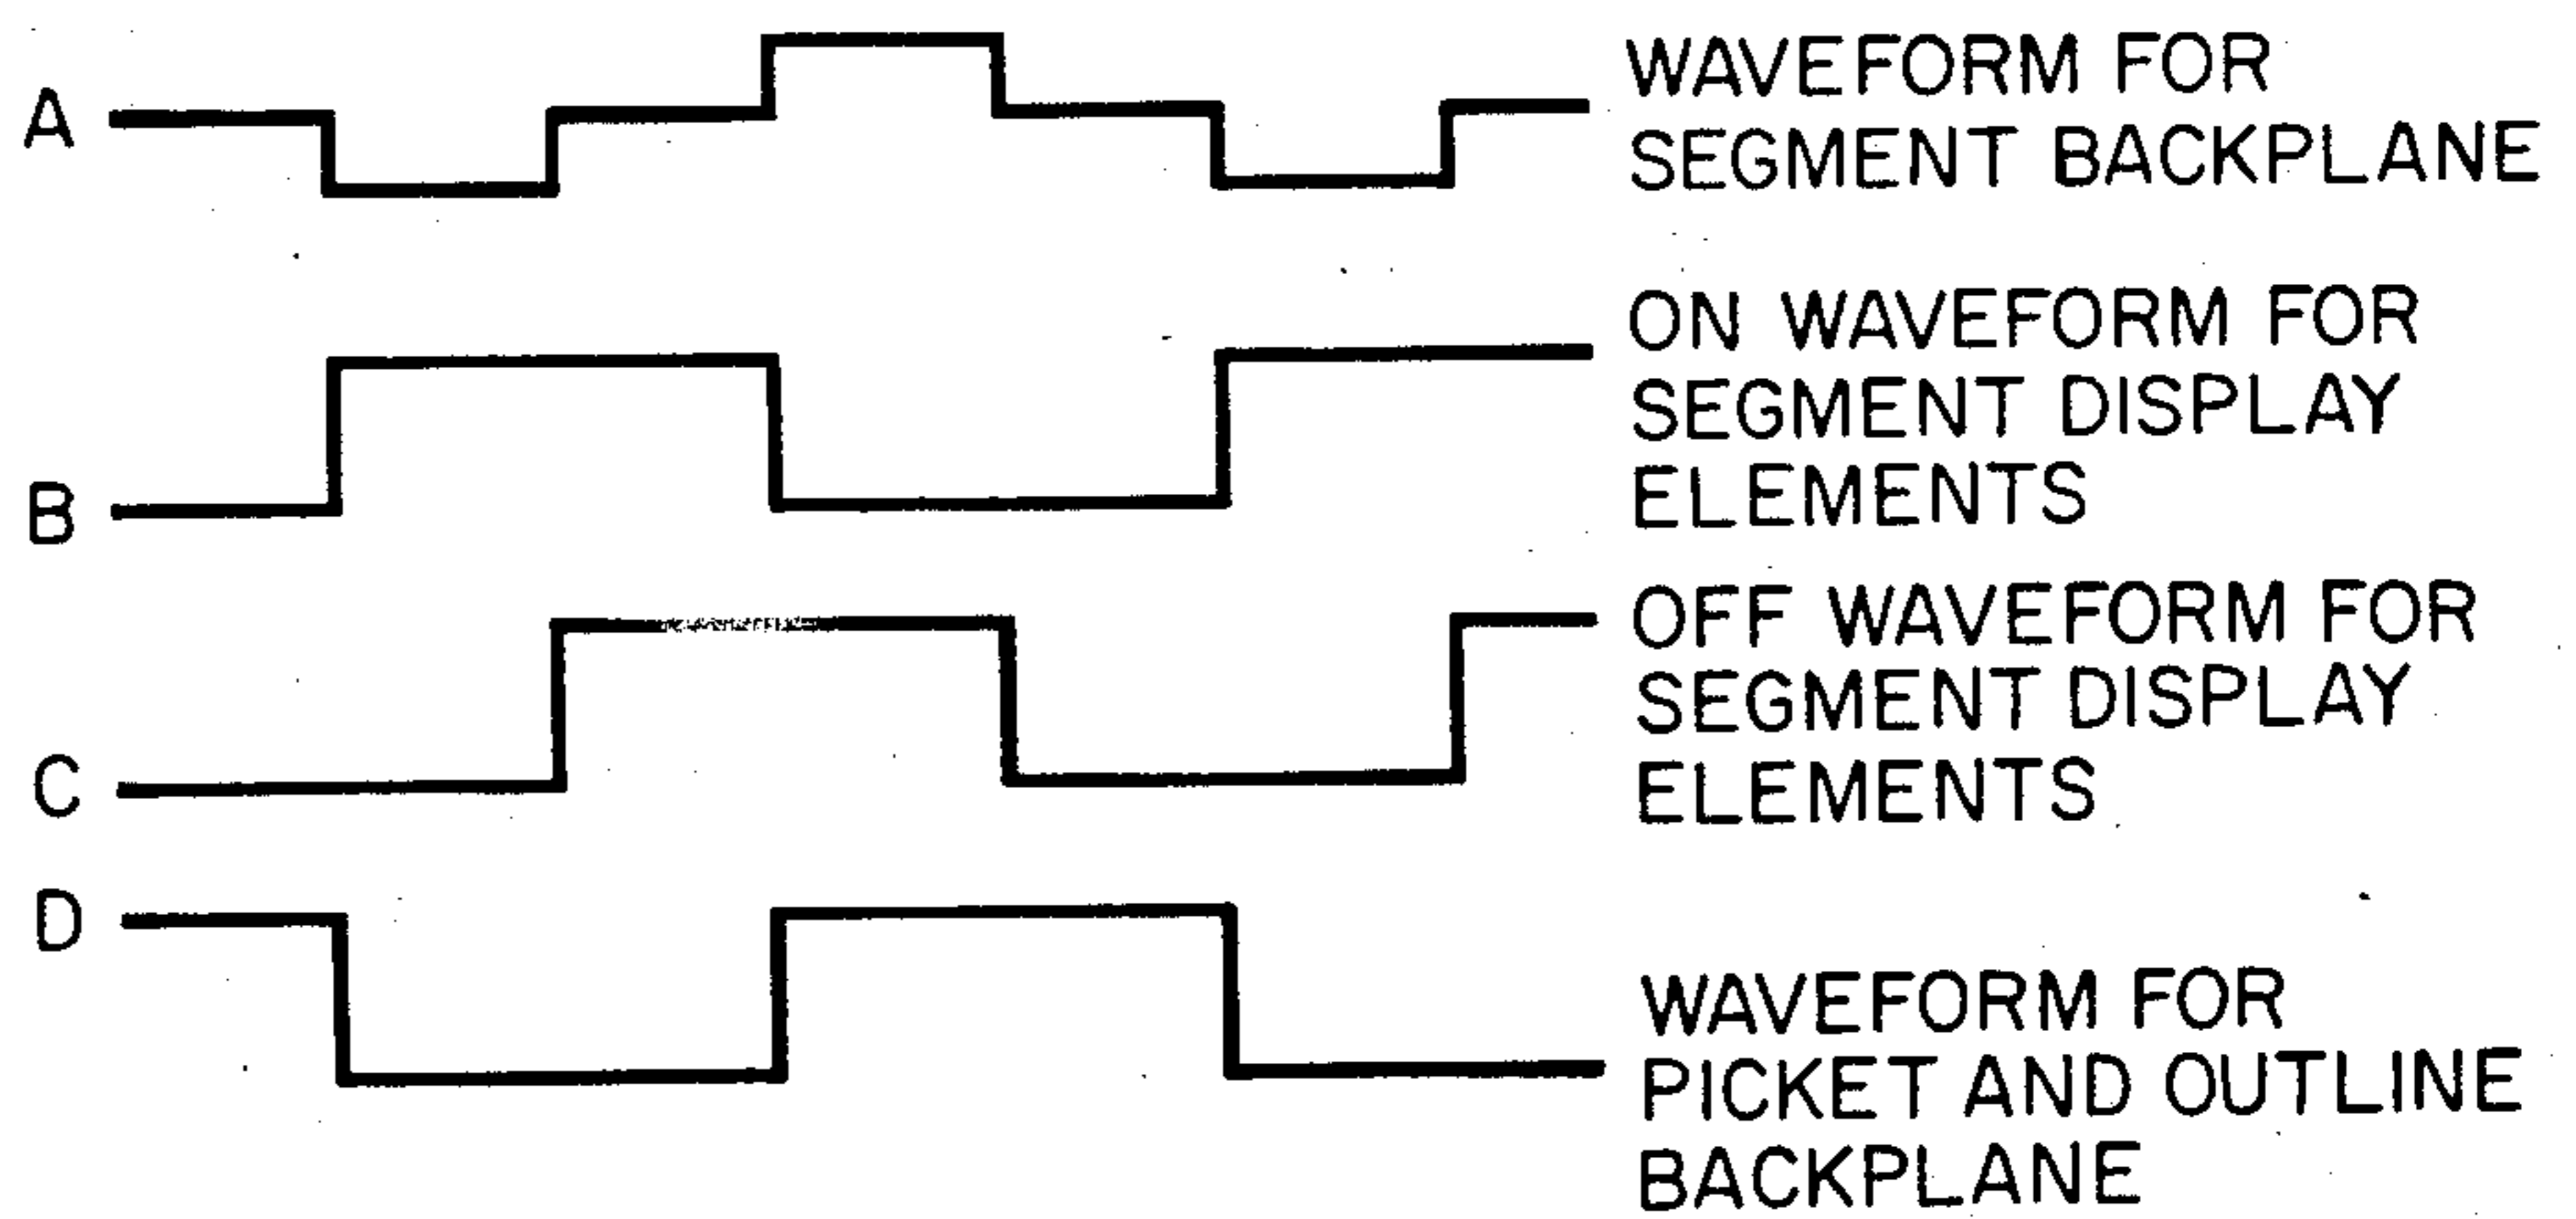 A
WAVEFORM FOR
SEGMENT BACKPLANE
B
ON WAVEFORM FOR
SEGMENT DISPLAY
ELEMENTS
C
OFF WAVEFORM FOR
SEGMENT DISPLAY
ELEMENTS
D
WAVEFORM FOR
PICKET AND OUTLINE
BACKPLANE